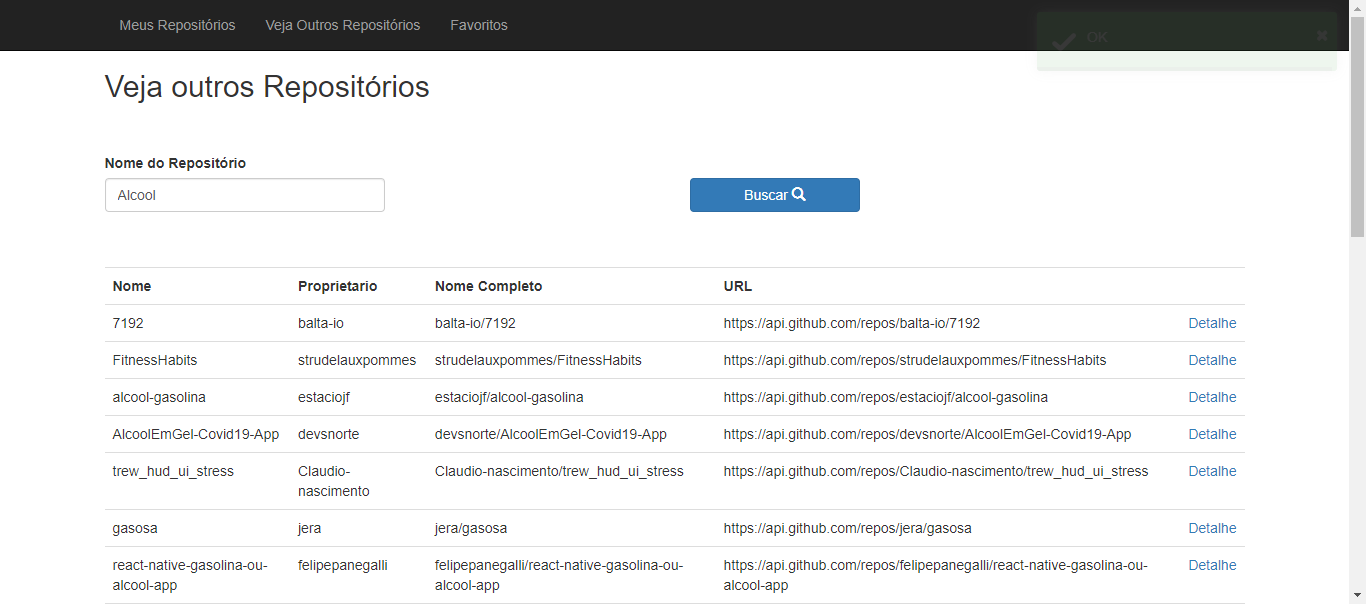 Meus Repositórios Veja Outros Repositórios Favoritos
OK ×
Veja outros Repositórios
Nome do Repositório
Alcool Buscar
Nome Proprietario Nome Completo URL
7192 balta-io balta-io/7192 https://api.github.com/repos/balta-io/7192 Detalhe
FitnessHabits strudelauxpommes strudelauxpommes/FitnessHabits https://api.github.com/repos/strudelauxpommes/FitnessHabits Detalhe
alcool-gasolina estaciojf estaciojf/alcool-gasolina https://api.github.com/repos/estaciojf/alcool-gasolina Detalhe
AlcoolEmGel-Covid19-App devsnorte devsnorte/AlcoolEmGel-Covid19-App https://api.github.com/repos/devsnorte/AlcoolEmGel-Covid19-App Detalhe
trew_hud_ui_stress Claudio- Claudio-nascimento/trew_hud_ui_stress https://api.github.com/repos/Claudio-nascimento/trew_hud_ui_stress Detalhe
nascimento
gasosa jera jera/gasosa https://api.github.com/repos/jera/gasosa Detalhe
react-native-gasolina-ou- felipepanegalli felipepanegalli/react-native-gasolina-ou- https://api.github.com/repos/felipepanegalli/react-native-gasolina-ou- Detalhe
alcool-app alcool-app alcool-app